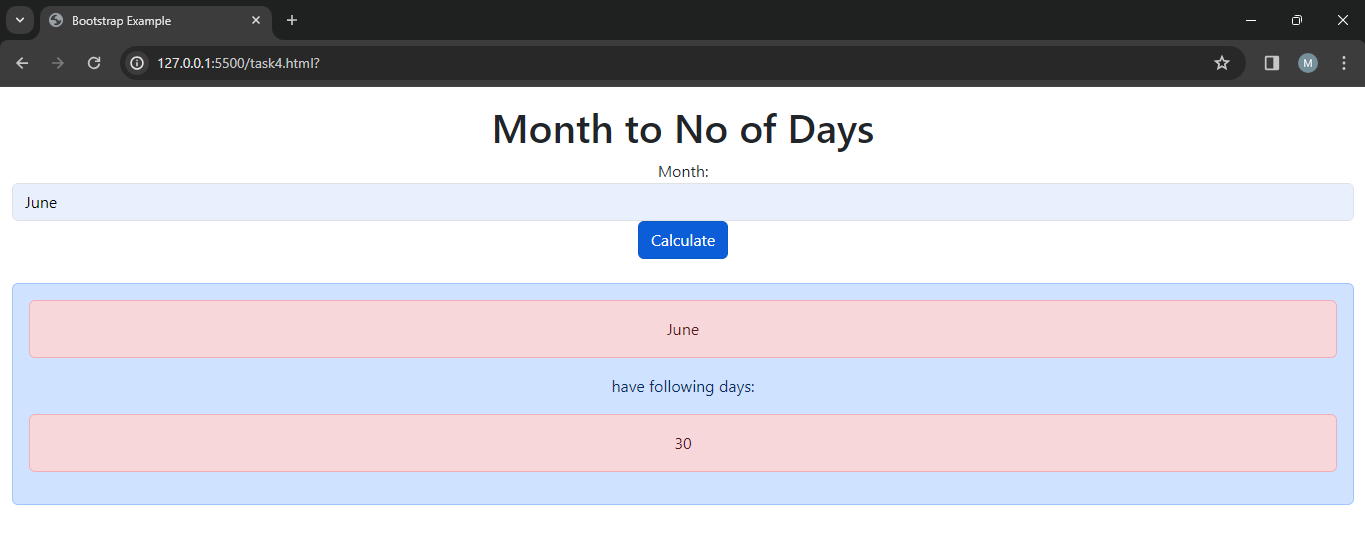 Bootstrap Example
127.0.0.1:5500/task4.html?
M
Month to No of Days
Month:
June
Calculate
June
have following days:
30